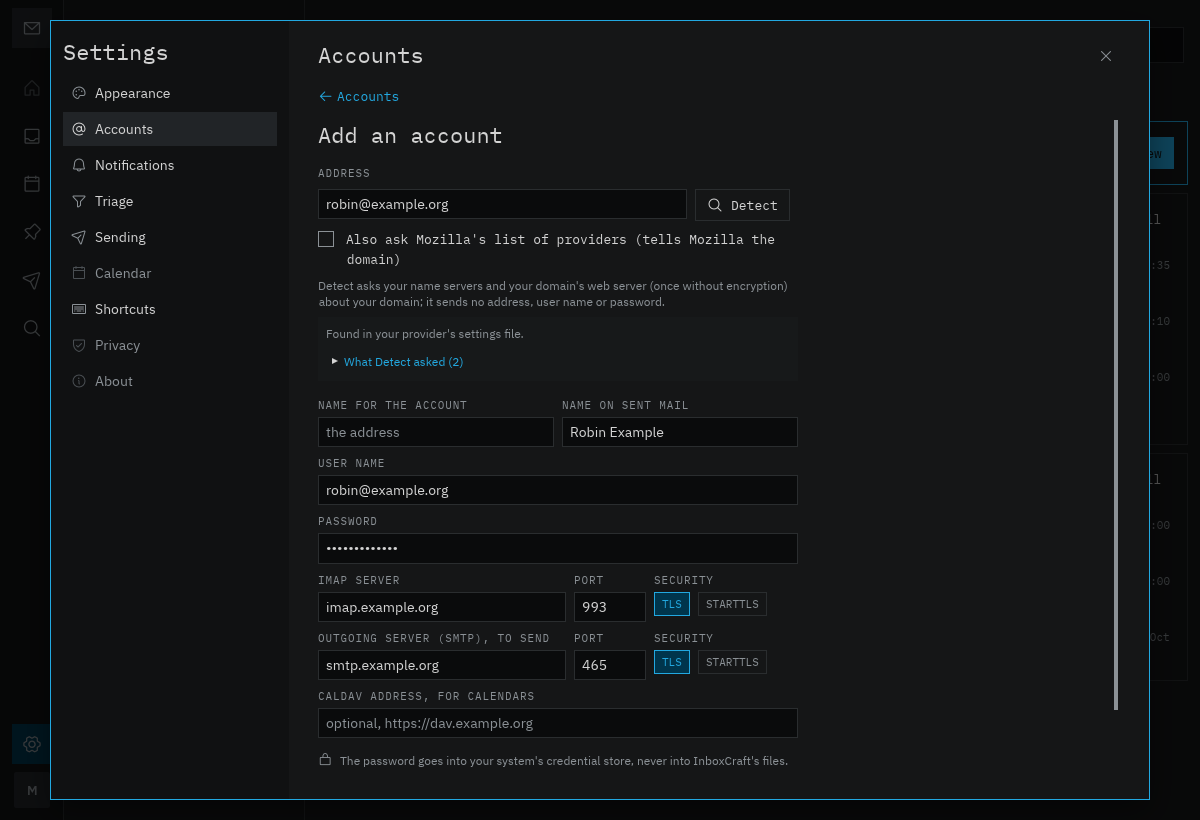 Settings
Appearance
Accounts
Notifications
Triage
Sending
Calendar
Shortcuts
Privacy
About
M
Accounts
← Accounts
Add an account
ADDRESS
robin@example.org
Detect
Also ask Mozilla's list of providers (tells Mozilla the
domain)
Detect asks your name servers and your domain's web server (once without encryption)
about your domain; it sends no address, user name or password.
Found in your provider's settings file.
What Detect asked (2)
NAME FOR THE ACCOUNT NAME ON SENT MAIL
the address Robin Example
USER NAME
robin@example.org
PASSWORD
•••••••••••••
IMAP SERVER PORT SECURITY
imap.example.org 993 TLS STARTTLS
OUTGOING SERVER (SMTP), TO SEND PORT SECURITY
smtp.example.org 465 TLS STARTTLS
CALDAV ADDRESS, FOR CALENDARS
optional, https://dav.example.org
The password goes into your system's credential store, never into InboxCraft's files.
:35
:10
:00
:00
:00
Oct